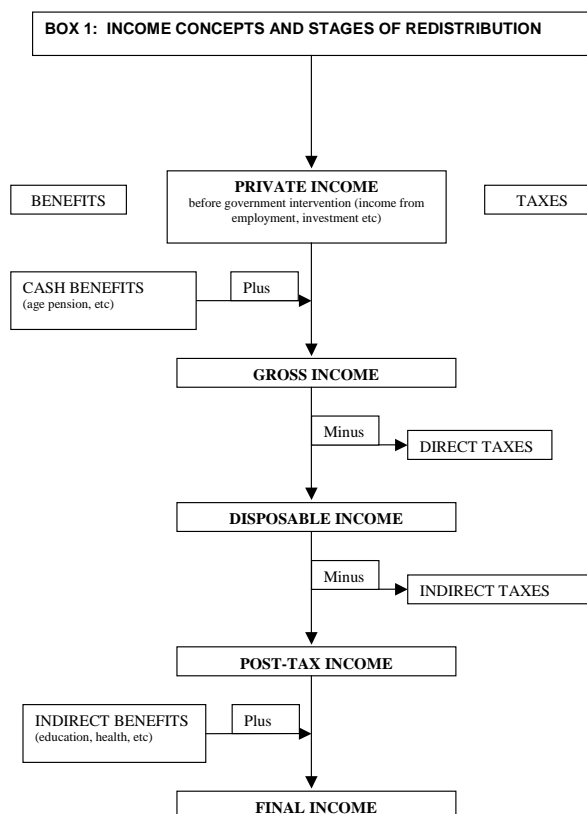 BOX 1: INCOME CONCEPTS AND STAGES OF REDISTRIBUTION
BENEFITS
PRIVATE INCOME
before government intervention (income from
employment, investment etc)
TAXES
CASH BENEFITS
(age pension, etc)
Plus
GROSS INCOME
Minus
DIRECT TAXES
DISPOSABLE INCOME
Minus
INDIRECT TAXES
POST-TAX INCOME
INDIRECT BENEFITS
(education, health, etc)
Plus
FINAL INCOME